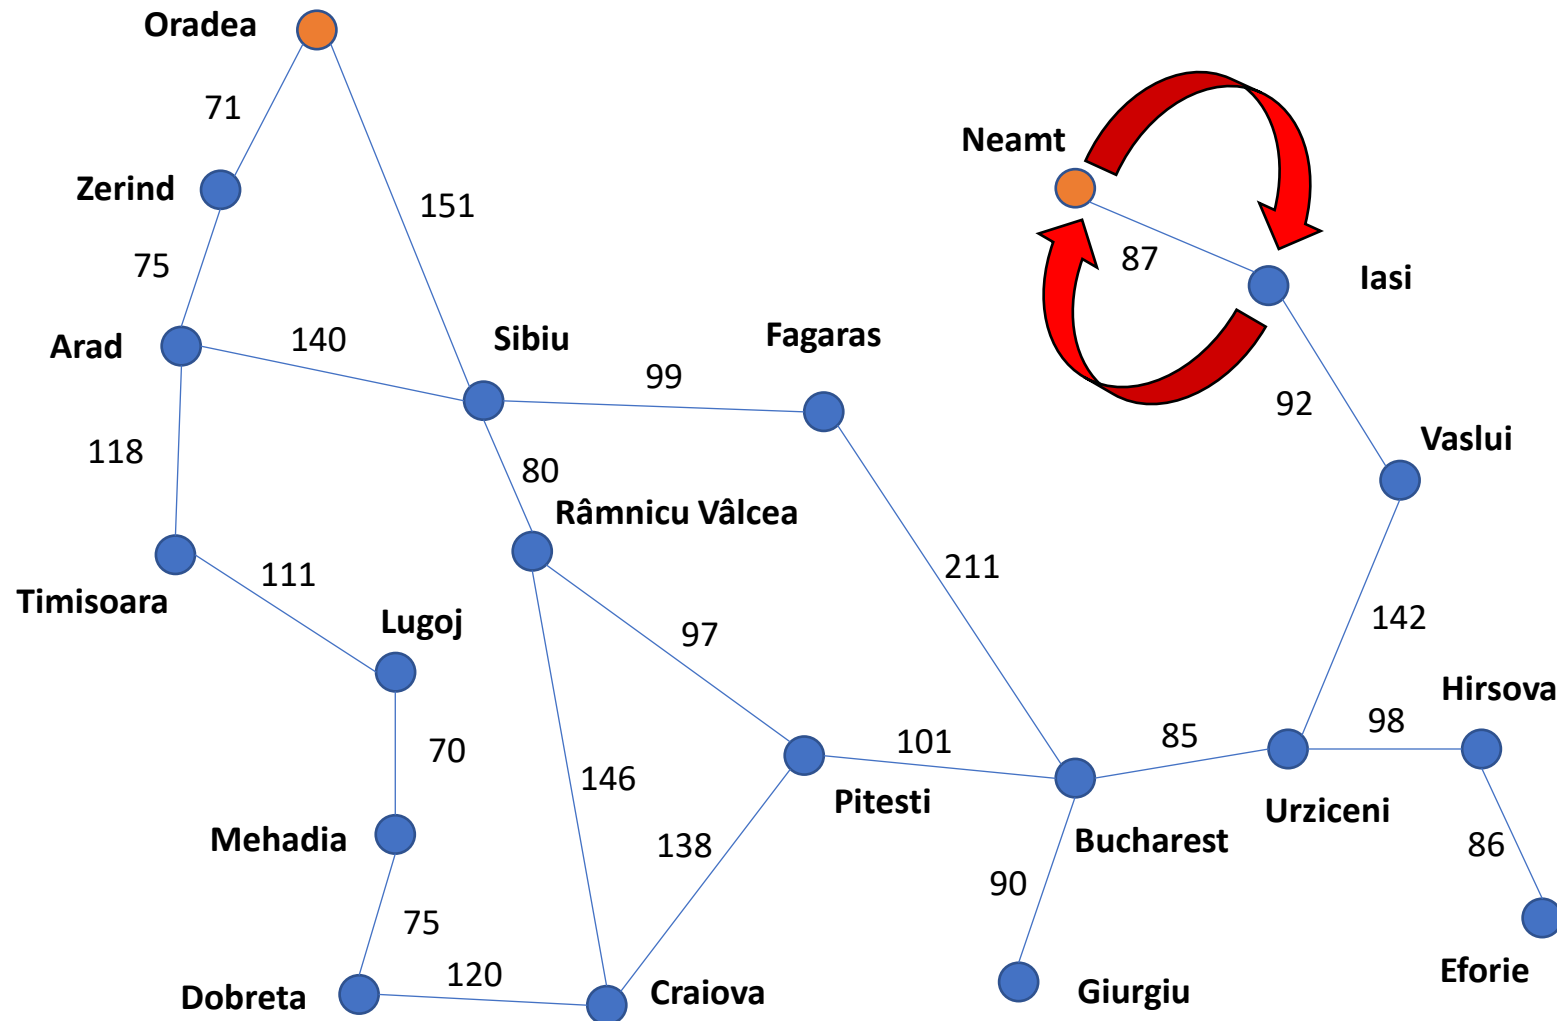 Oradea
71
Neamt
Zerind
151
75
87
Iasi
Arad
140
Sibiu
Fagaras
99
92
118
Vaslui
80
Râmnicu Vâlcea
111
211
Timisoara
Lugoj
97
142
Hirsova
70
101
85
98
146
Pitesti
Urziceni
Mehadia
138
Bucharest
86
90
75
120
Eforie
Dobreta
Craiova
Giurgiu